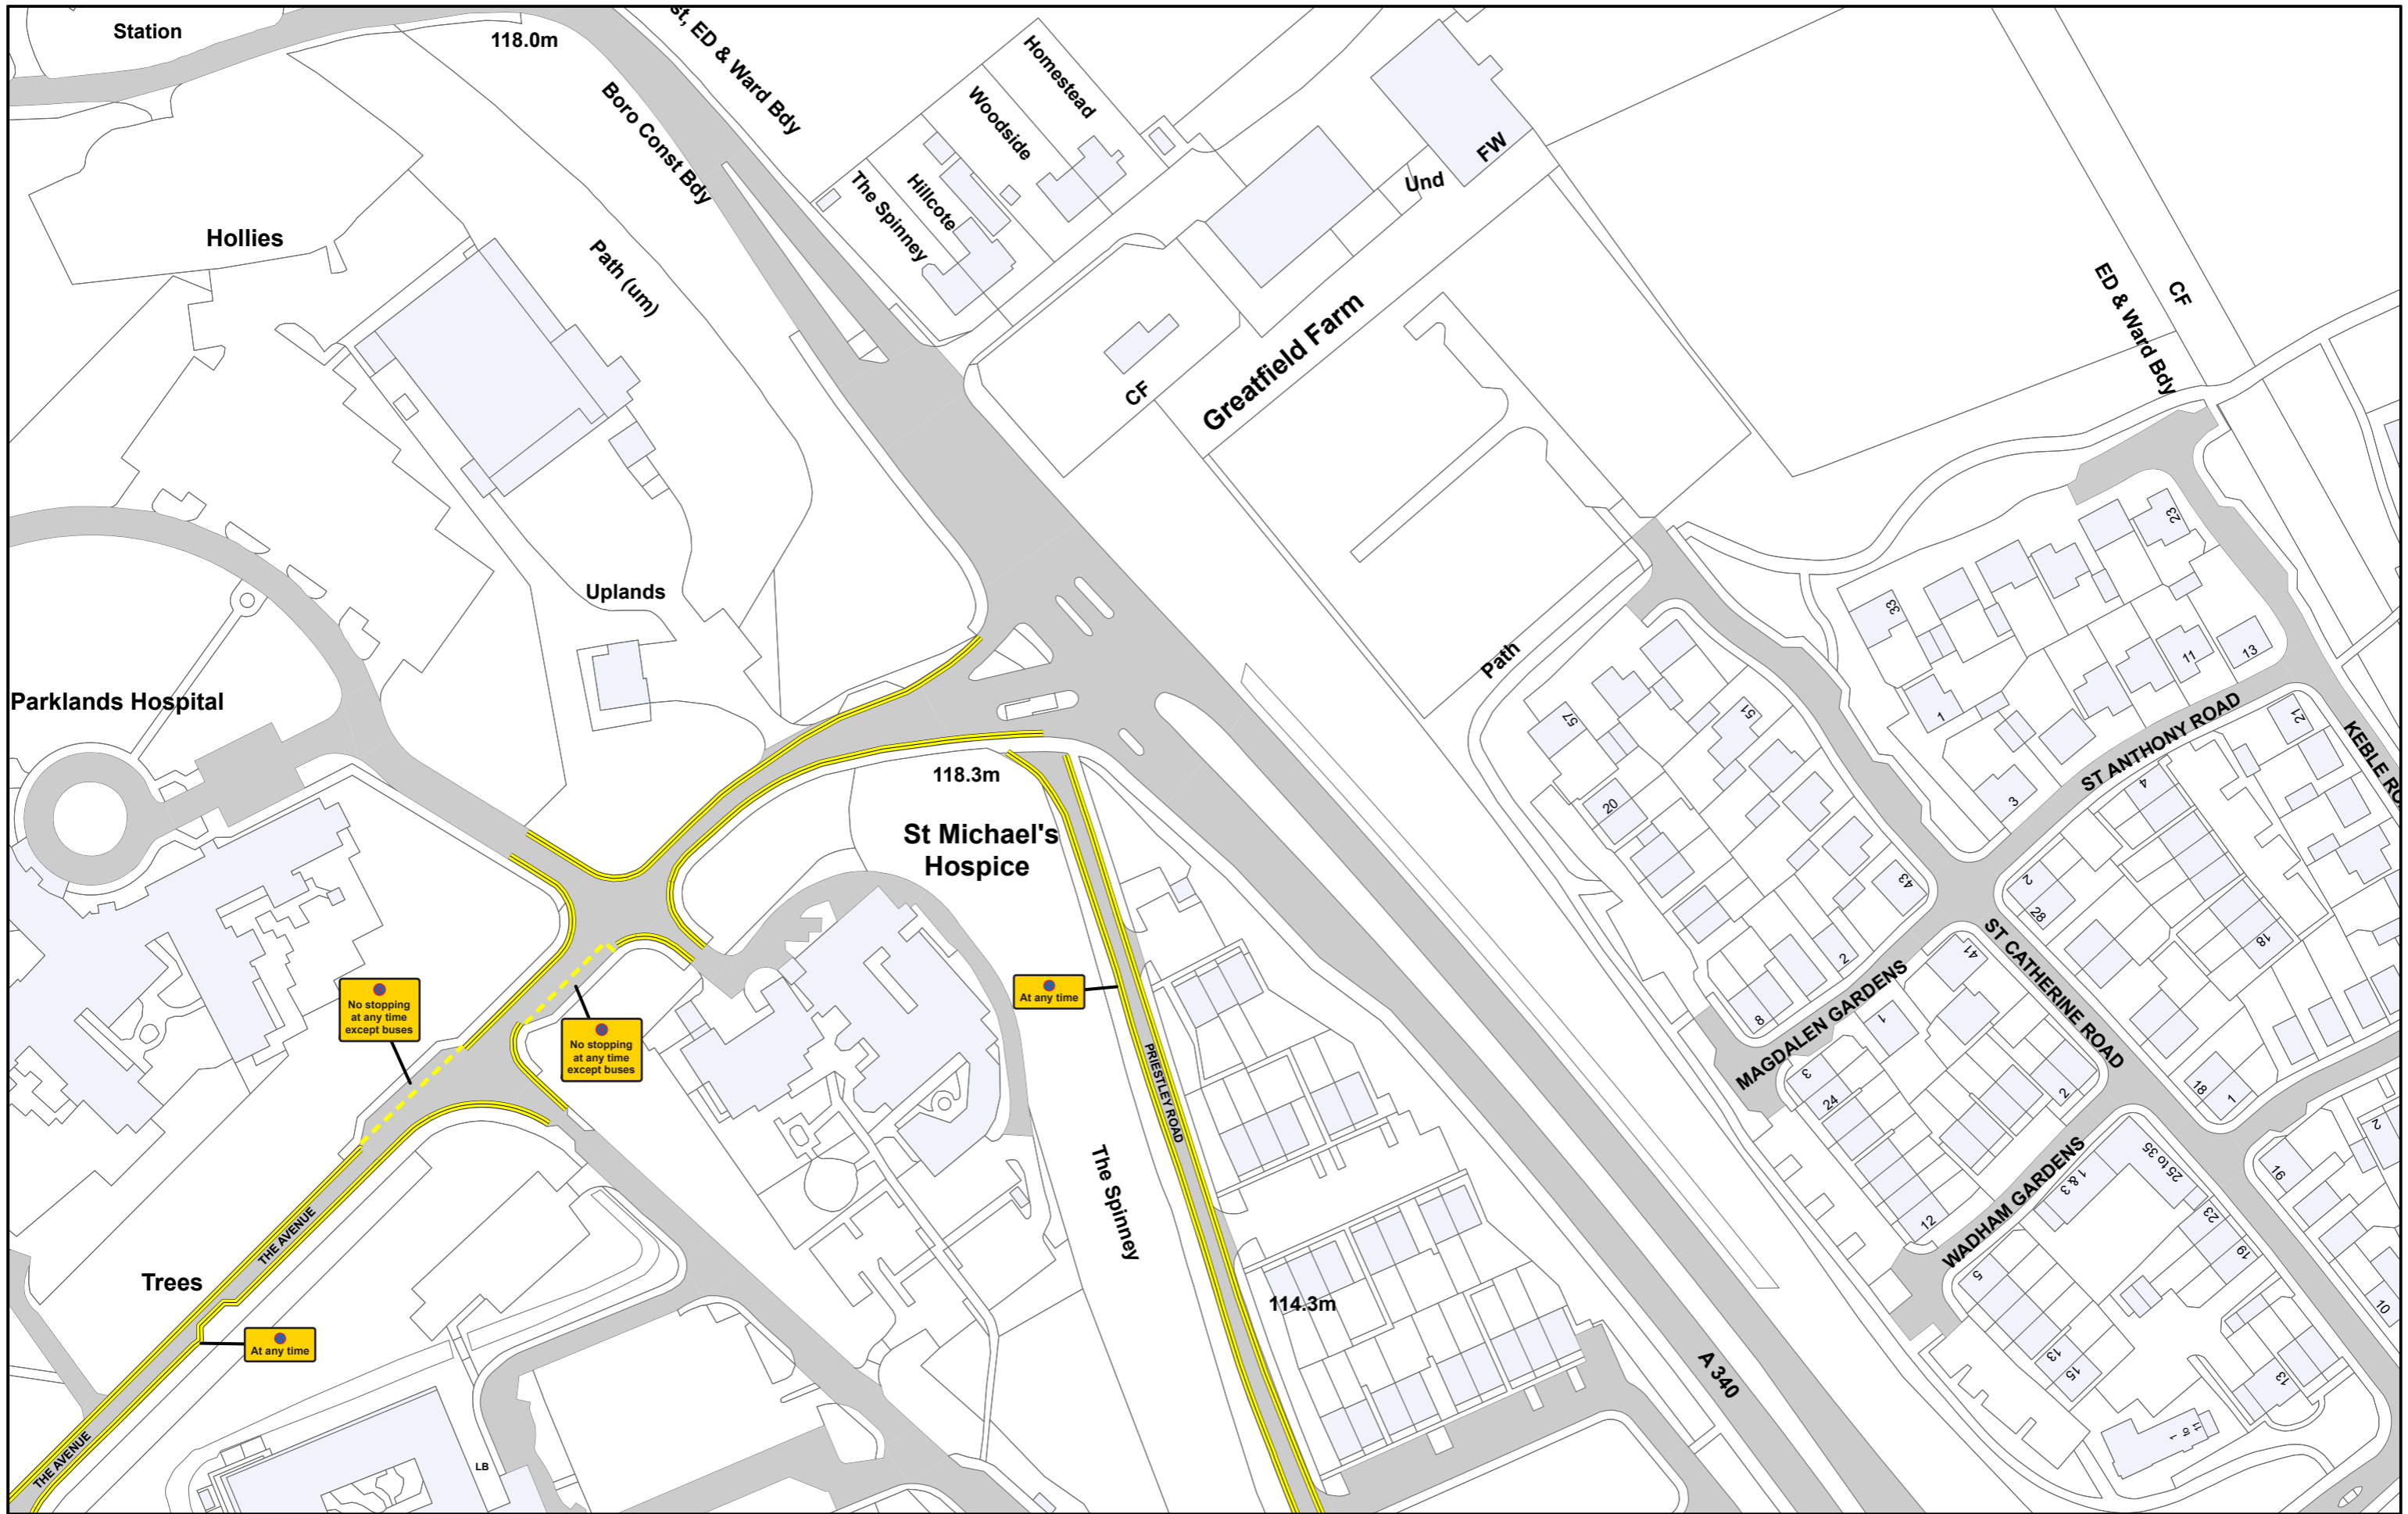 Station
118.0m
st, ED & Ward Bdy
Boro Const Bdy
Homestead
Woodside
Hillcote
The Spinney
FW
Und
Hollies
Path (um)
CF
ED & Ward Bdy
CF
Greatfield Farm
23
33
Uplands
Path
11
13
1
Parklands Hospital
57
51
21
ST ANTHONY ROAD
KEBLE RO
118.3m
20
3
4
St Michael's
Hospice
43
2
28
18
41
2
ST CATHERINE ROAD
No stopping
at any time
except buses
At any time
8
MAGDALEN GARDENS
1
No stopping
at any time
except buses
PRIESTLEY ROAD
3
24
2
18
1
2
The Spinney
25 to 35
1 & 3
16
THE AVENUE
12
WADHAM GARDENS
23
19
Trees
5
114.3m
10
At any time
A 340
13
15
13
THE AVENUE
LB
1 to 11